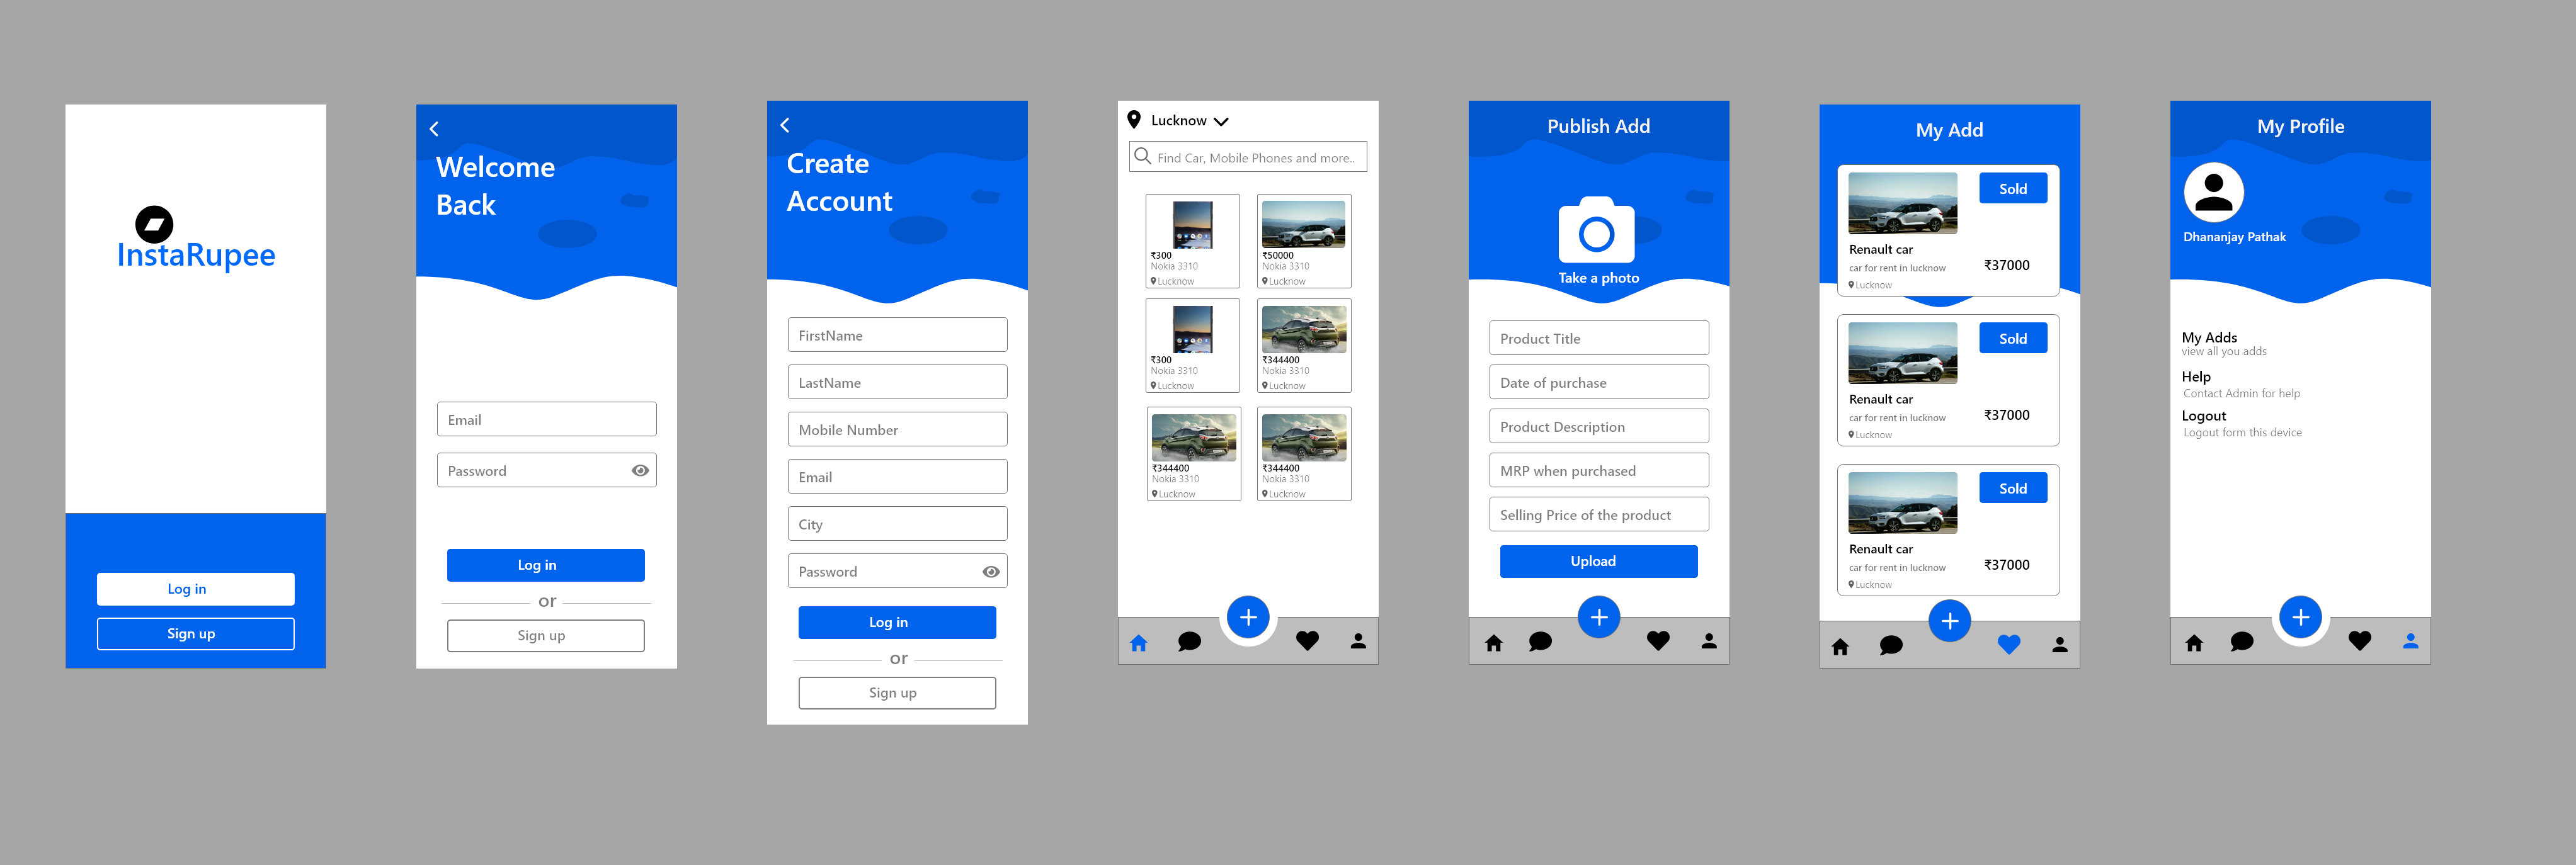 InstaRupee
Log in
Sign up
Welcome
Back
Email
Password
Log in
or
Sign up
Create
Account
FirstName
LastName
Mobile Number
Email
City
Password
Log in
or
Sign up
Lucknow
Find Car, Mobile Phones and more..
₹300
Nokia 3310
Lucknow
₹50000
Nokia 3310
Lucknow
₹300
Nokia 3310
Lucknow
₹344400
Nokia 3310
Lucknow
₹344400
Nokia 3310
Lucknow
₹344400
Nokia 3310
Lucknow
Publish Add
Take a photo
Product Title
Date of purchase
Product Description
MRP when purchased
Selling Price of the product
Upload
My Add
Sold
Renault car
car for rent in lucknow
₹37000
Lucknow
Sold
Renault car
car for rent in lucknow
₹37000
Lucknow
Sold
Renault car
car for rent in lucknow
₹37000
Lucknow
My Profile
Dhananjay Pathak
My Adds
view all you adds
Help
Contact Admin for help
Logout
Logout form this device